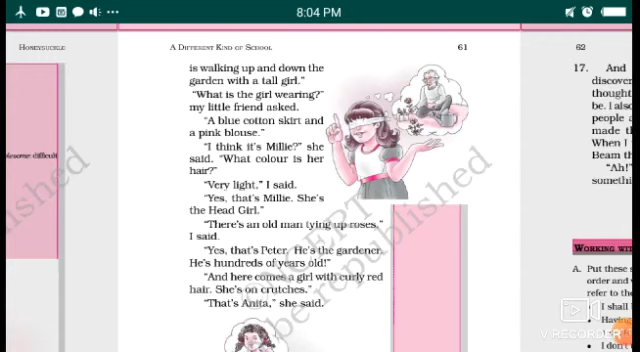 8:04 PM
HONEYSUCKLE
A DIFFERENT KIND OF SCHOOL 61
62
is walking up and down the
garden with a tall girl."
"What is the girl wearing?"
my little friend asked.
"A blue cotton skirt and
a pink blouse."
"I think it's Millie?" she
said. "What colour is her
hair?"
"Very light," I said.
"Yes, that's Millie. She's
the Head Girl."
"There's an old man tying up roses,"
I said.
"Yes, that's Peter. He's the gardener.
He's hundreds of years old!"
"And here comes a girl with curly red
hair. She's on crutches."
"That's Anita," she said.
difficult
be republished
17. And
discover
thought
be. I also
people
made th
When I
Beam th
"Ah!"
somethi
WORKING WIT
A. Put these s
order and
refer to the
I shall
Having
I don't
V RECORDER